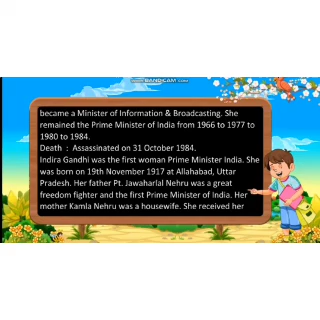 www.BANDICAM.com
became a Minister of Information & Broadcasting. She
remained the Prime Minister of India from 1966 to 1977 to
1980 to 1984.
Death : Assassinated on 31 October 1984.
Indira Gandhi was the first woman Prime Minister India. She
was born on 19th November 1917 at Allahabad, Uttar
Pradesh. Her father Pt. Jawaharlal Nehru was a great
freedom fighter and the first Prime Minister of India. Her
mother Kamla Nehru was a housewife. She received her